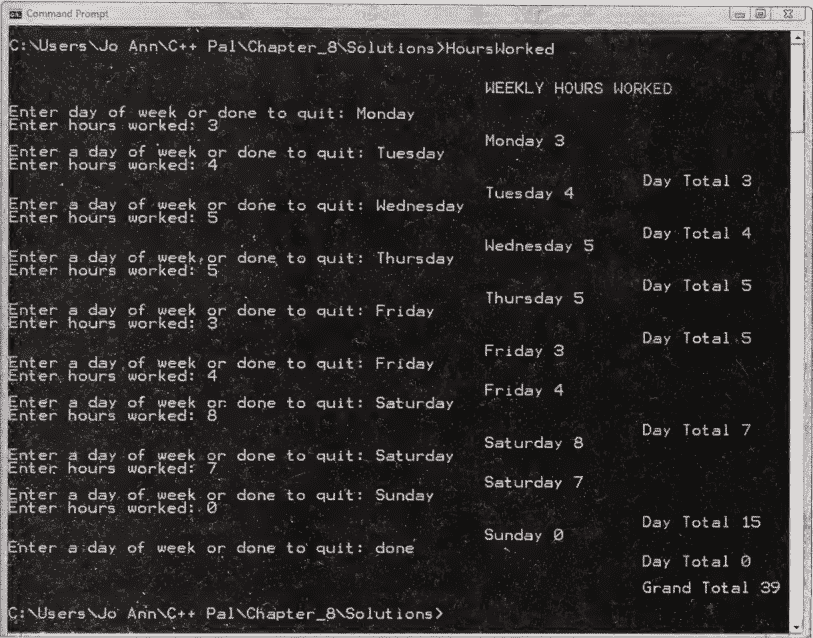 Command Prompt
C:\Users\Jo Ann\C++ Pal\Chapter_8\Solutions>HoursWorked
WEEKLY HOURS WORKED
Enter day of week or done to quit: Monday
Enter hours worked: 3
Monday 3
Enter a day of week or done to quit: Tuesday
Enter hours worked: 4
Day Total 3
Tuesday 4
Enter a day of week or done to quit: Wednesday
Enter hours worked: 5
Day Total 4
Wednesday 5
Enter a day of week or done to quit: Thursday
Enter hours worked: 5
Day Total 5
Thursday 5
Enter a day of week or done to quit: Friday
Enter hours worked: 3
Day Total 5
Friday 3
Enter a day of week or done to quit: Friday
Enter hours worked: 4
Friday 4
Enter a day of week or done to quit: Saturday
Enter hours worked: 8
Day Total 7
Saturday 8
Enter a day of week or done to quit: Saturday
Enter hours worked: 7
Saturday 7
Enter a day of week or done to quit: Sunday
Enter hours worked: 0
Day Total 15
Sunday 0
Enter a day of week or done to quit: done
Day Total 0
Grand Total 39
C:\Users\Jo Ann\C++ Pal\Chapter_8\Solutions>